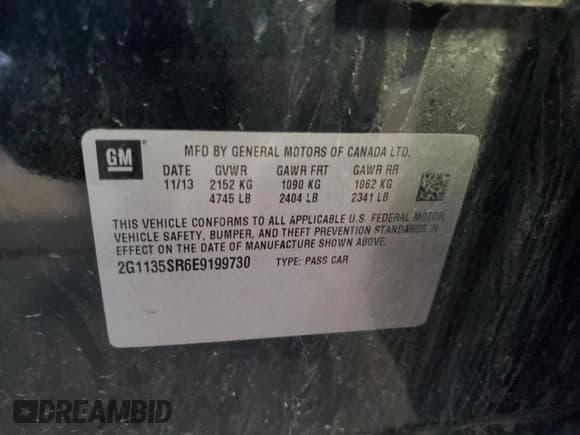 GM
MFD BY GENERAL MOTORS OF CANADA LTD.
DATE GVWR GAWR FRT GAWR RR
11/13 2152 KG 1090 KG 1062 KG
4745 LB 2404 LB 2341 LB
THIS VEHICLE CONFORMS TO ALL APPLICABLE U.S. FEDERAL MOTOR
VEHICLE SAFETY, BUMPER, AND THEFT PREVENTION STANDARDS IN
EFFECT ON THE DATE OF MANUFACTURE SHOWN ABOVE.
2G1135SR6E9199730 TYPE: PASS CAR
DREAMBID